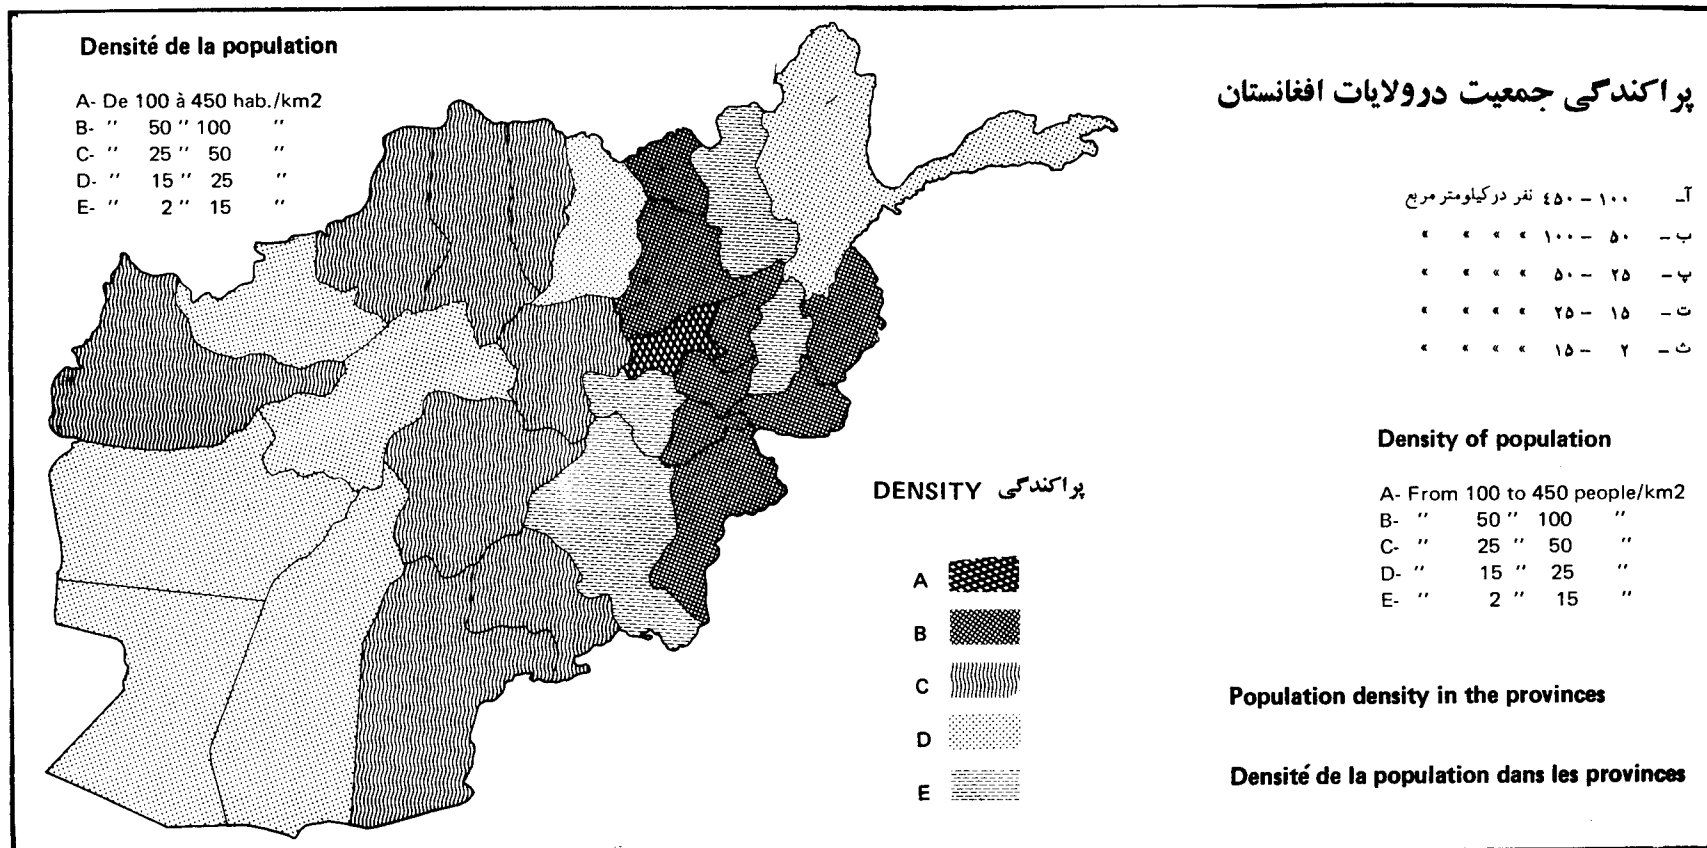 Densité de la population
A- De 100 à 450 hab./km2
B- " 50 " 100 "
C- " 25 " 50 "
D- " 15 " 25 "
E- " 2 " 15 "
پراکندگی جمعیت درولایات افغانستان
آ- ۱۰۰ - ٤۵۰ نفر درکیلومتر مربع
ب- ۵۰ - ۱۰۰ " " " "
پ- ۲۵ - ۵۰ " " " "
ت- ۱۵ - ۲۵ " " " "
ث- ۲ - ۱۵ " " " "
DENSITY پراکندگی
A
B
C
D
E
Density of population
A- From 100 to 450 people/km2
B- " 50 " 100 "
C- " 25 " 50 "
D- " 15 " 25 "
E- " 2 " 15 "
Population density in the provinces
Densité de la population dans les provinces